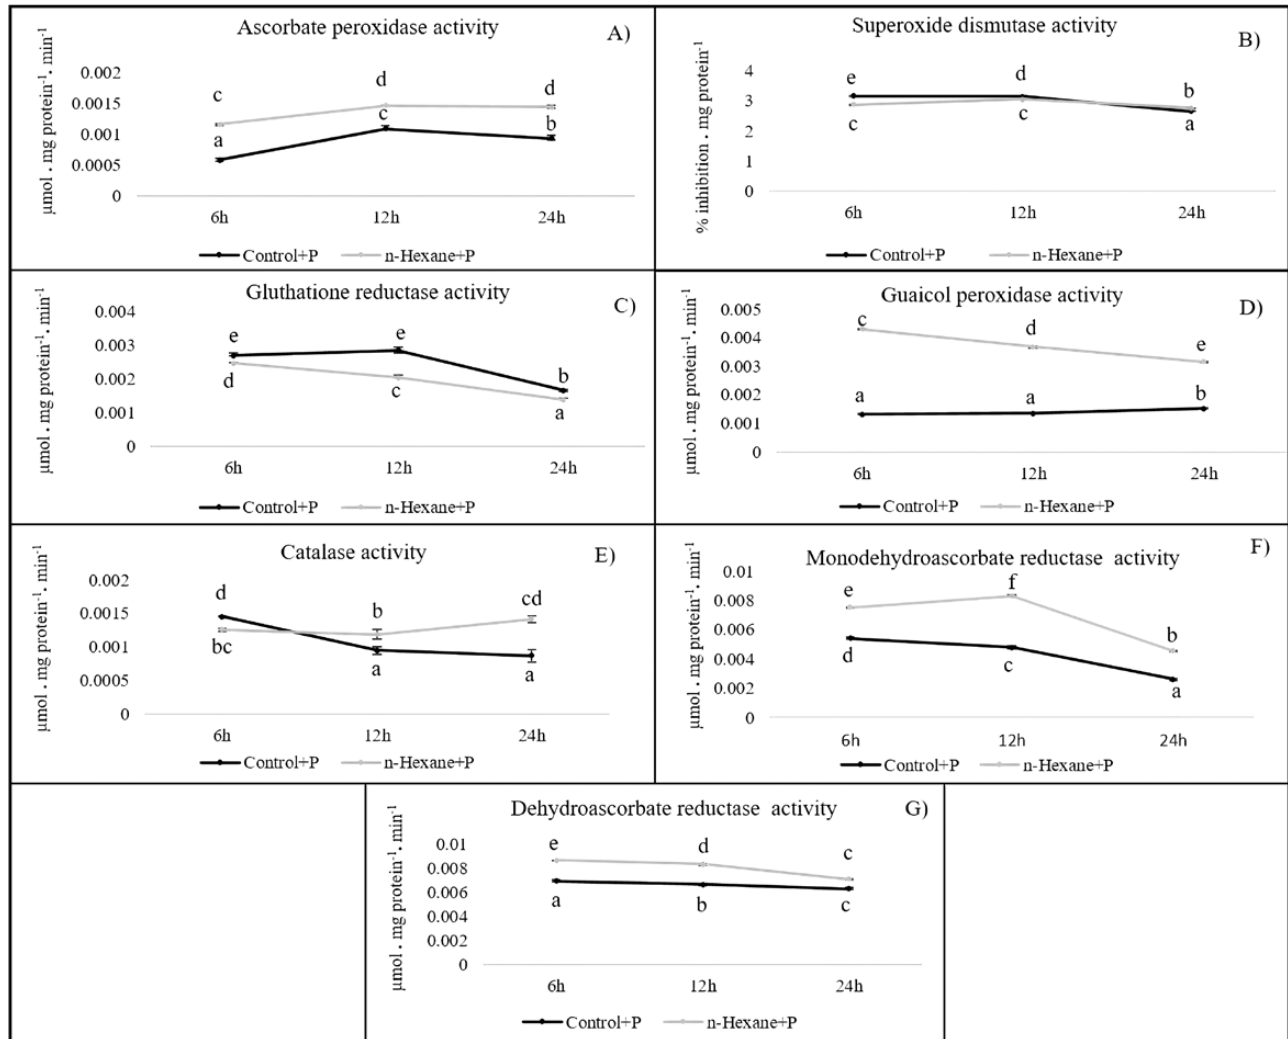 Ascorbate peroxidase activity
A)
µmol . mg protein⁻¹. min⁻¹
0.002
0.0015
0.001
0.0005
0
c
d
d
a
c
b
6h
12h
24h
Control+P
n-Hexane+P
Superoxide dismutase activity
B)
% inhibition . mg protein⁻¹
4
3
2
1
0
e
d
b
c
c
a
6h
12h
24h
Control+P
n-Hexane+P
Gluthatione reductase activity
C)
µmol . mg protein⁻¹. min⁻¹
0.004
0.003
0.002
0.001
0
e
e
b
d
c
a
6h
12h
24h
Control+P
n-Hexane+P
Guaicol peroxidase activity
D)
µmol . mg protein⁻¹. min⁻¹
0.005
0.004
0.003
0.002
0.001
0
c
d
e
a
a
b
6h
12h
24h
Control+P
n-Hexane+P
Catalase activity
E)
µmol . mg protein⁻¹. min⁻¹
0.002
0.0015
0.001
0.0005
0
d
b
cd
bc
a
a
6h
12h
24h
Control+P
n-Hexane+P
Monodehydroascorbate reductase activity
F)
µmol . mg protein⁻¹. min⁻¹
0.01
0.008
0.006
0.004
0.002
0
e
f
b
d
c
a
6h
12h
24h
Control+P
n-Hexane+P
Dehydroascorbate reductase activity
G)
µmol . mg protein⁻¹. min⁻¹
0.01
0.008
0.006
0.004
0.002
0
e
d
c
a
b
c
6h
12h
24h
Control+P
n-Hexane+P